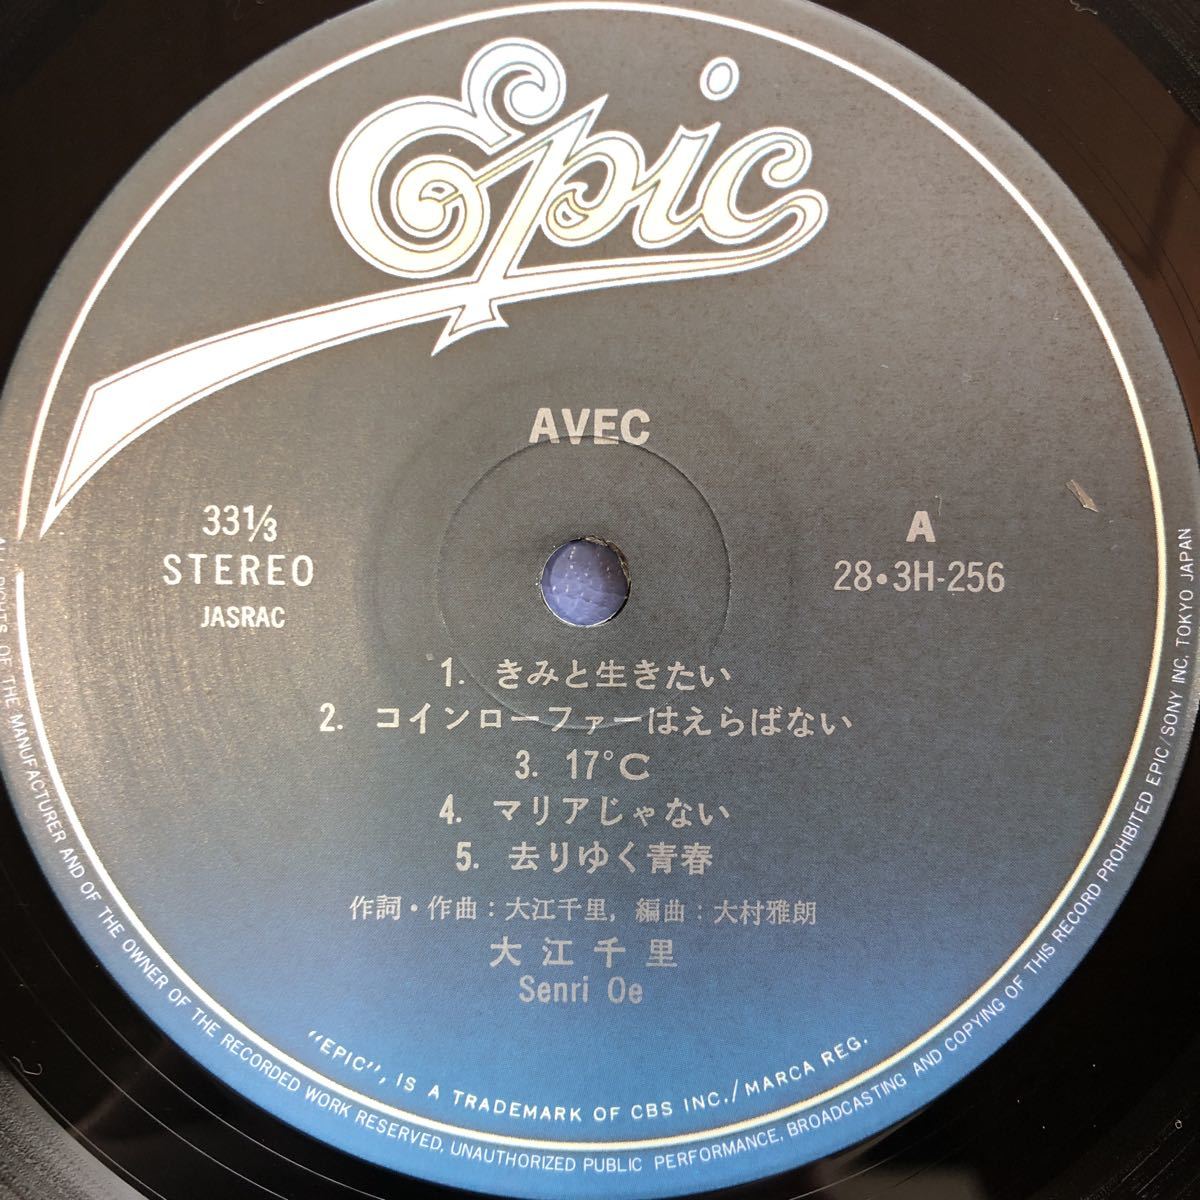 Epic
AVEC
33⅓
STEREO
JASRAC
A
28・3H-256
1. きみと生きたい
2. コインローファーはえらばない
3. 17℃
4. マリアじゃない
5. 去りゆく青春
作詞・作曲：大江千里, 編曲：大村雅朗
大江千里
Senri Oe
"EPIC", IS A TRADEMARK OF CBS INC./MARCA REG.
ALL RIGHTS OF THE MANUFACTURER AND OF THE OWNER OF THE RECORDED WORK RESERVED, UNAUTHORIZED PUBLIC PERFORMANCE, BROADCASTING AND COPYING OF THIS RECORD PROHIBITED EPIC/SONY INC, TOKYO JAPAN